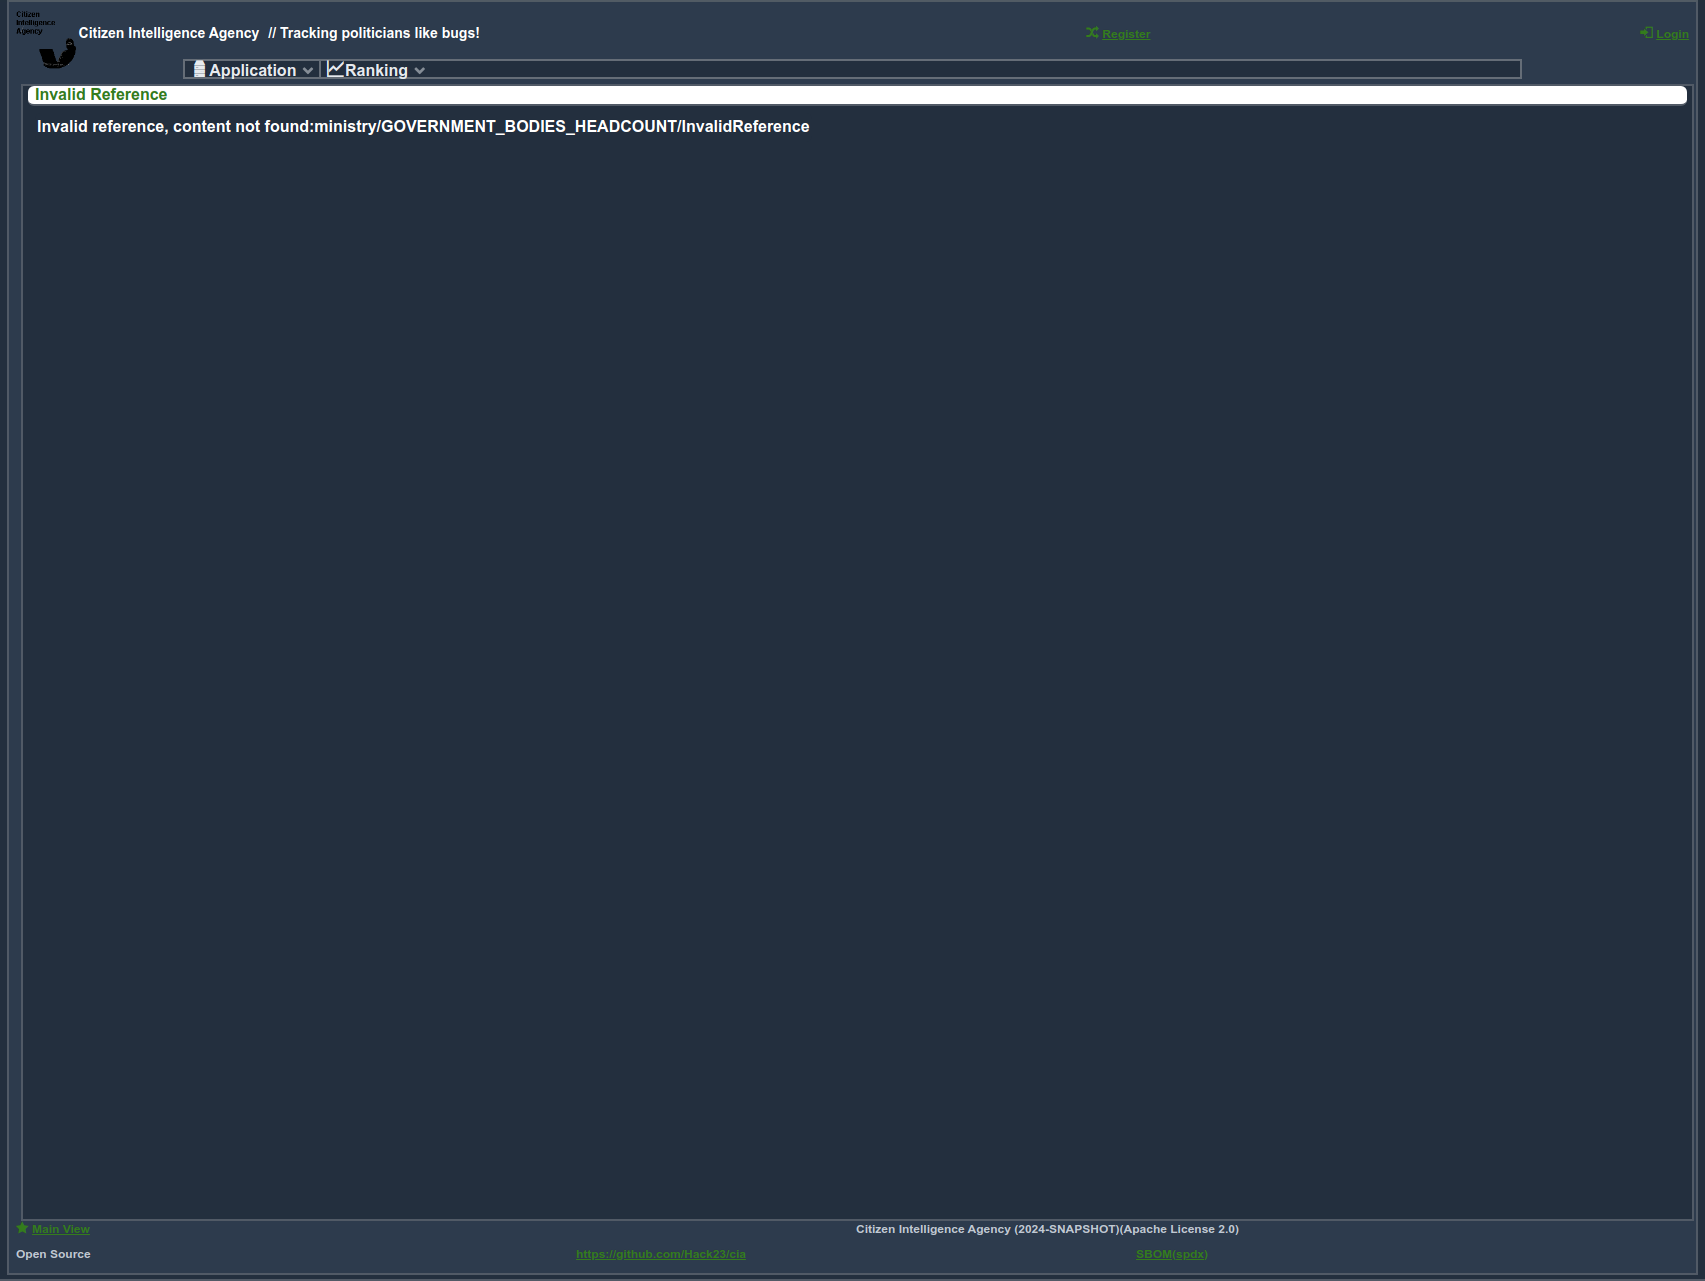 Citizen
Intelligence
Agency
Citizen Intelligence Agency // Tracking politicians like bugs!
Register
Login
Application
Ranking
Invalid Reference
Invalid reference, content not found:ministry/GOVERNMENT_BODIES_HEADCOUNT/InvalidReference
Main View
Citizen Intelligence Agency (2024-SNAPSHOT)(Apache License 2.0)
Open Source
https://github.com/Hack23/cia
SBOM(spdx)